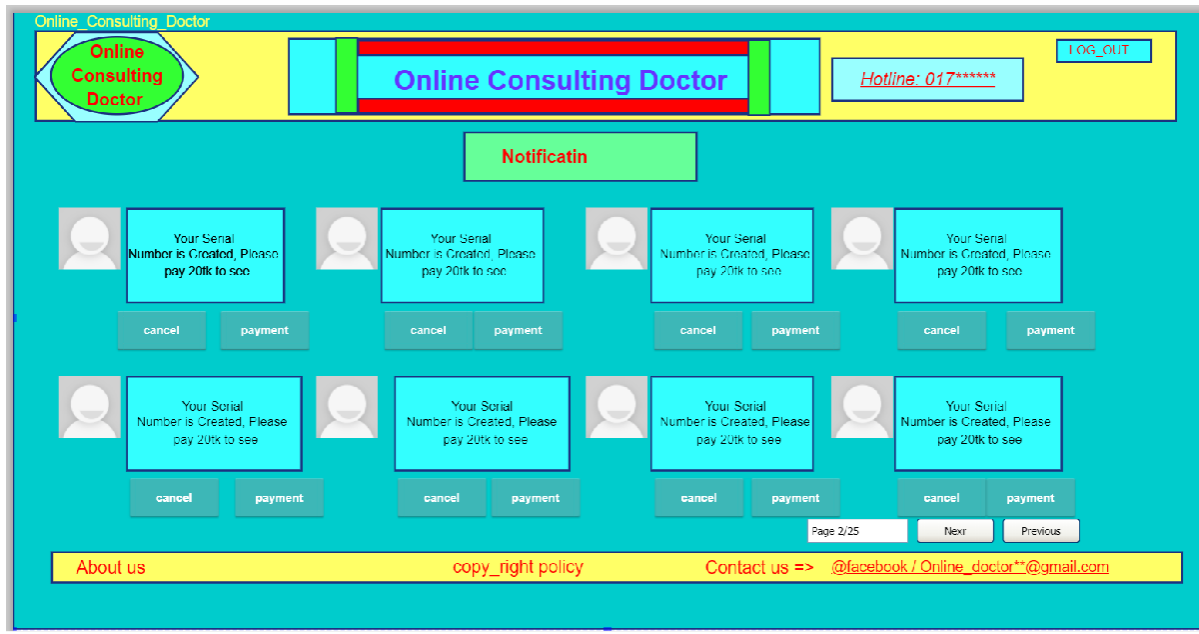 Online_Consulting_Doctor
Online
Consulting
Doctor
Online Consulting Doctor
Hotline: 017******
LOG_OUT
Notificatin
Your Serial
Number is Created, Please
pay 20tk to see
cancel payment
Your Serial
Number is Created, Please
pay 20tk to see
cancel payment
Your Serial
Number is Created, Please
pay 20tk to see
cancel payment
Your Serial
Number is Created, Please
pay 20tk to see
cancel payment
Your Serial
Number is Created, Please
pay 20tk to see
cancel payment
Your Serial
Number is Created, Please
pay 20tk to see
cancel payment
Your Serial
Number is Created, Please
pay 20tk to see
cancel payment
Your Serial
Number is Created, Please
pay 20tk to see
cancel payment
Page 2/25 Nexr Previous
About us copy_right policy Contact us => @facebook / Online_doctor**@gmail.com